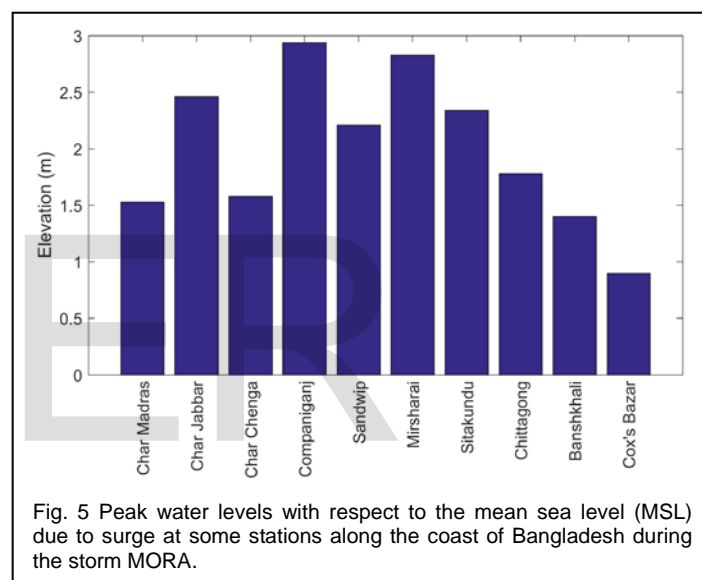 3
2.5
2
1.5
1
0.5
0
Elevation (m)
Char Madras
Char Jabbar
Char Chenga
Companiganj
Sandwip
Mirsharai
Sitakundu
Chittagong
Banshkhali
Cox's Bazar
ER
Fig. 5 Peak water levels with respect to the mean sea level (MSL)
due to surge at some stations along the coast of Bangladesh during
the storm MORA.